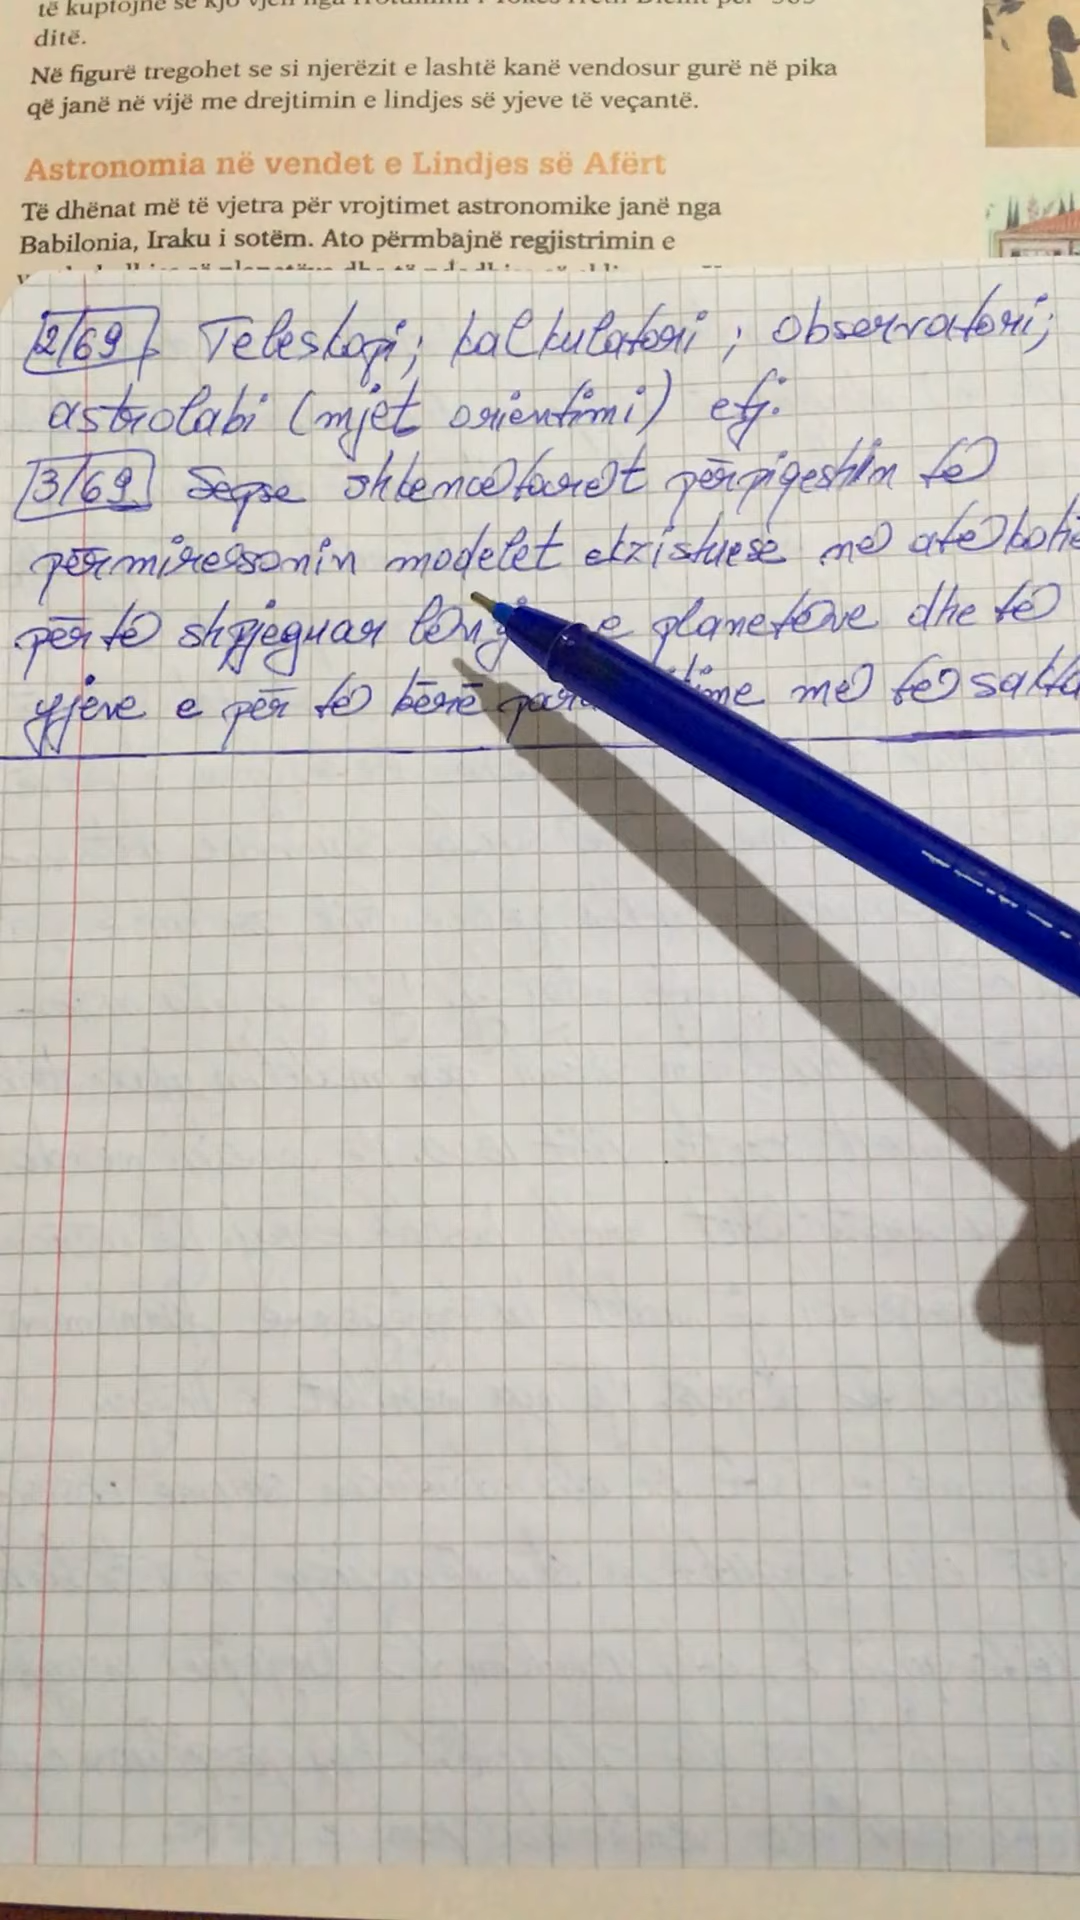 ditë.
Në figurë tregohet se si njerëzit e lashtë kanë vendosur gurë në pika
që janë në vijë me drejtimin e lindjes së yjeve të veçantë.
Astronomia në vendet e Lindjes së Afërt
Të dhënat më të vjetra për vrojtimet astronomike janë nga
Babilonia, Iraku i sotëm. Ato përmbajnë regjistrimin e
2/69 Teleskopi; kalkulatori; observatori;
astrolabi (mjet orientimi) etj.
3/69 Sepse shkencëtarët përpiqeshin të
përmirësonin modelet ekzistuese në atë kohë
për të shpjeguar e planetëve dhe të
yjeve e për të bërë më të sakta